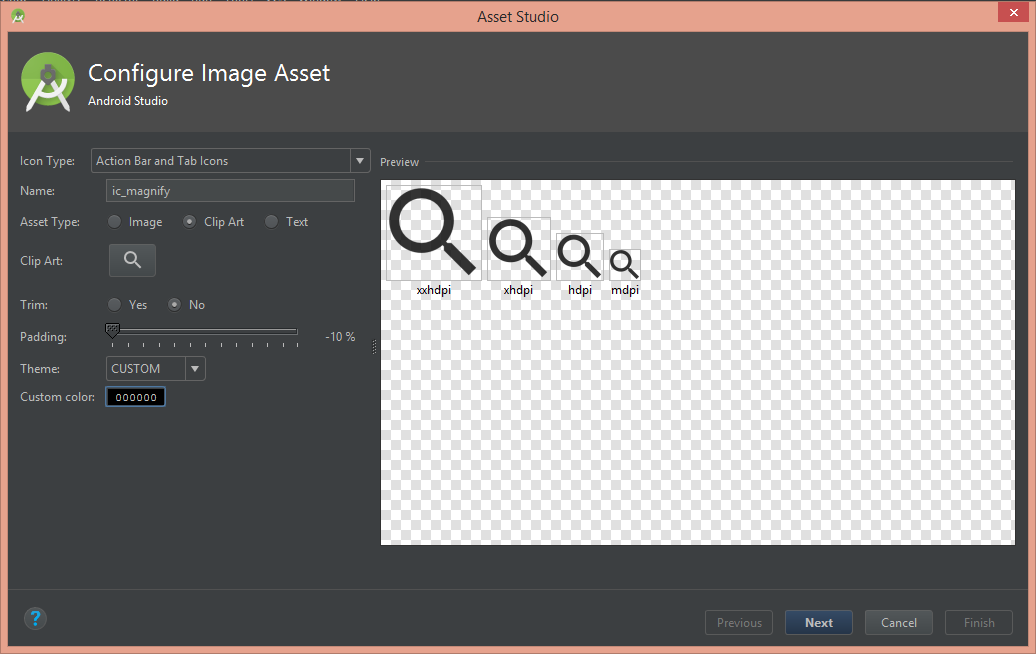 Asset Studio
Configure Image Asset
Android Studio
Icon Type: Action Bar and Tab Icons
Name: ic_magnify
Asset Type: Image Clip Art Text
Clip Art:
Trim: Yes No
Padding: -10 %
Theme: CUSTOM
Custom color: 000000
Preview
xxhdpi xhdpi hdpi mdpi
? Previous Next Cancel Finish